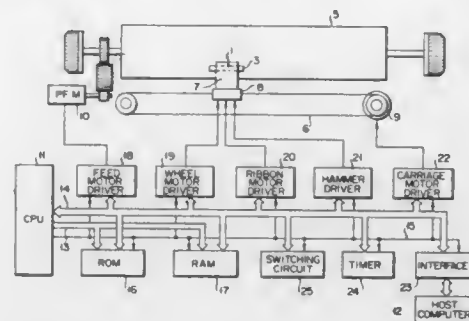 5
1
3
7
8
PF.M
10
6
9
11
18
19
20
21
22
FEED MOTOR DRIVER
WHEEL MOTOR DRIVER
RIBBON MOTOR DRIVER
HAMMER DRIVER
CARRIAGE MOTOR DRIVER
14
CPU
15
13
ROM
RAM
SWITCHING CIRCUIT
TIMER
INTERFACE
16
17
25
24
23
12
HOST COMPUTER